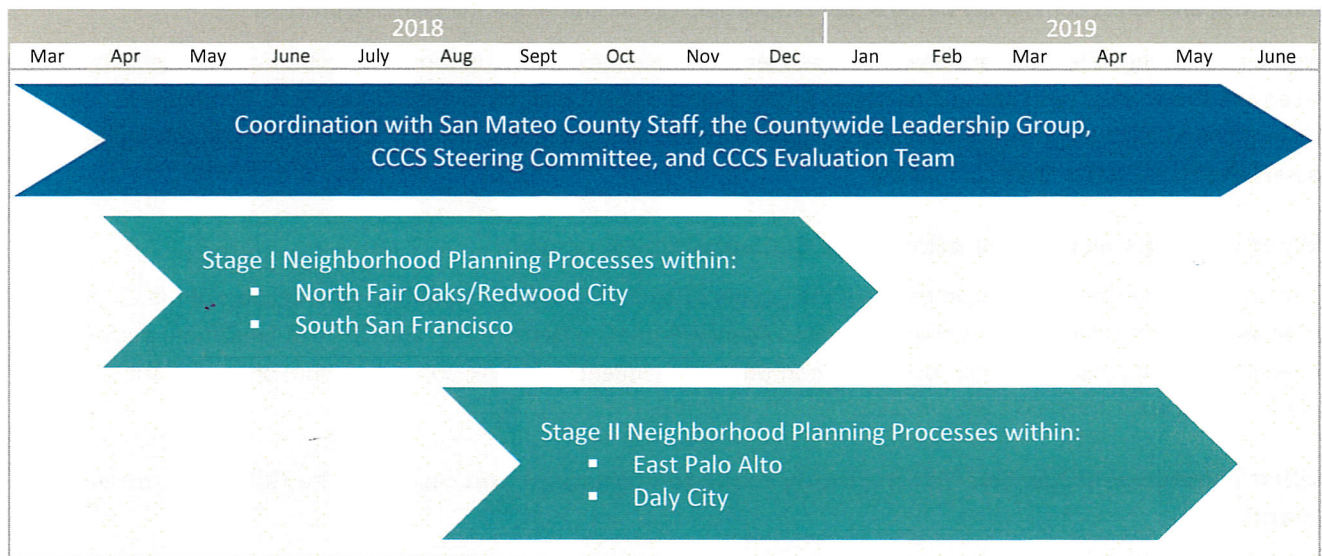 2018 2019
Mar Apr May June July Aug Sept Oct Nov Dec Jan Feb Mar Apr May June
Coordination with San Mateo County Staff, the Countywide Leadership Group,
CCCS Steering Committee, and CCCS Evaluation Team
Stage I Neighborhood Planning Processes within:
▪ North Fair Oaks/Redwood City
▪ South San Francisco
Stage II Neighborhood Planning Processes within:
▪ East Palo Alto
▪ Daly City